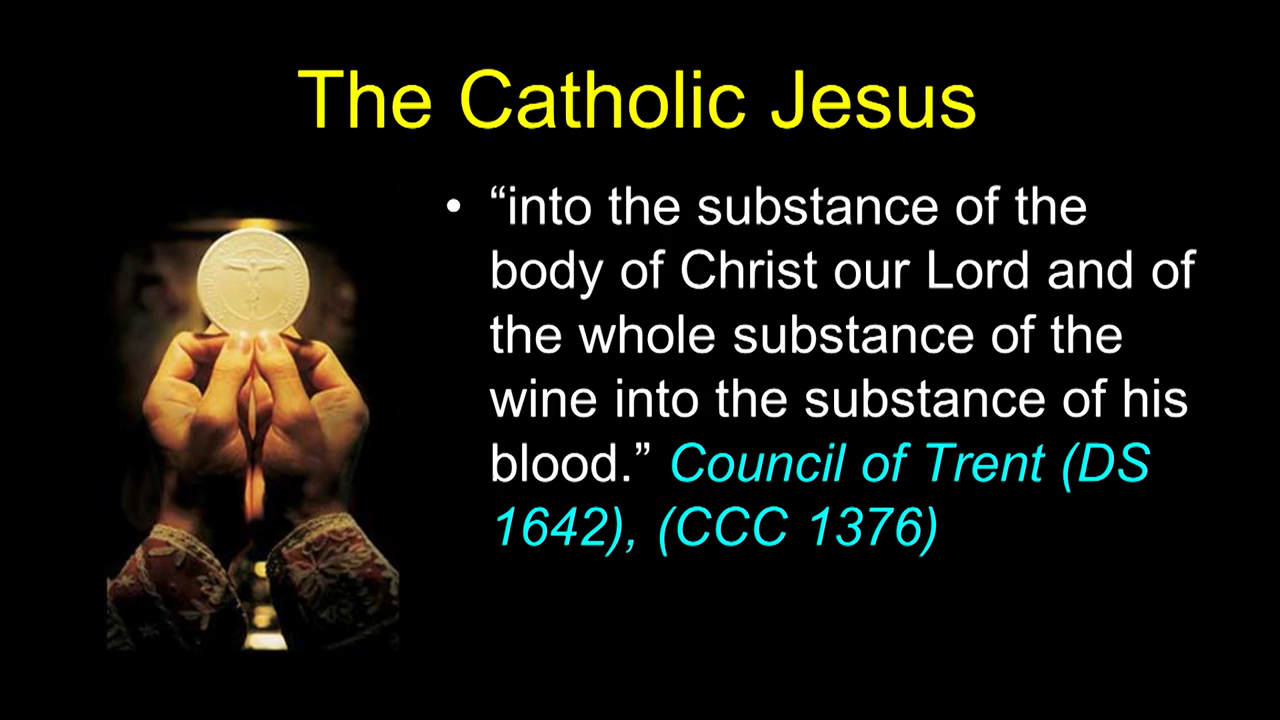 The Catholic Jesus
• “into the substance of the
body of Christ our Lord and of
the whole substance of the
wine into the substance of his
blood.” Council of Trent (DS
1642), (CCC 1376)